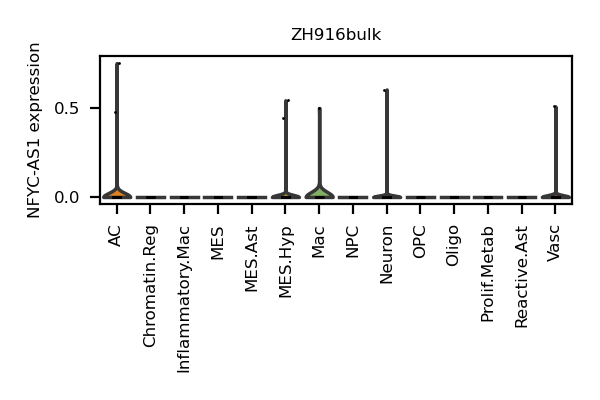 ZH916bulk
NFYC-AS1 expression
0.5
0.0
AC
Chromatin.Reg
Inflammatory.Mac
MES
MES.Ast
MES.Hyp
Mac
NPC
Neuron
OPC
Oligo
Prolif.Metab
Reactive.Ast
Vasc